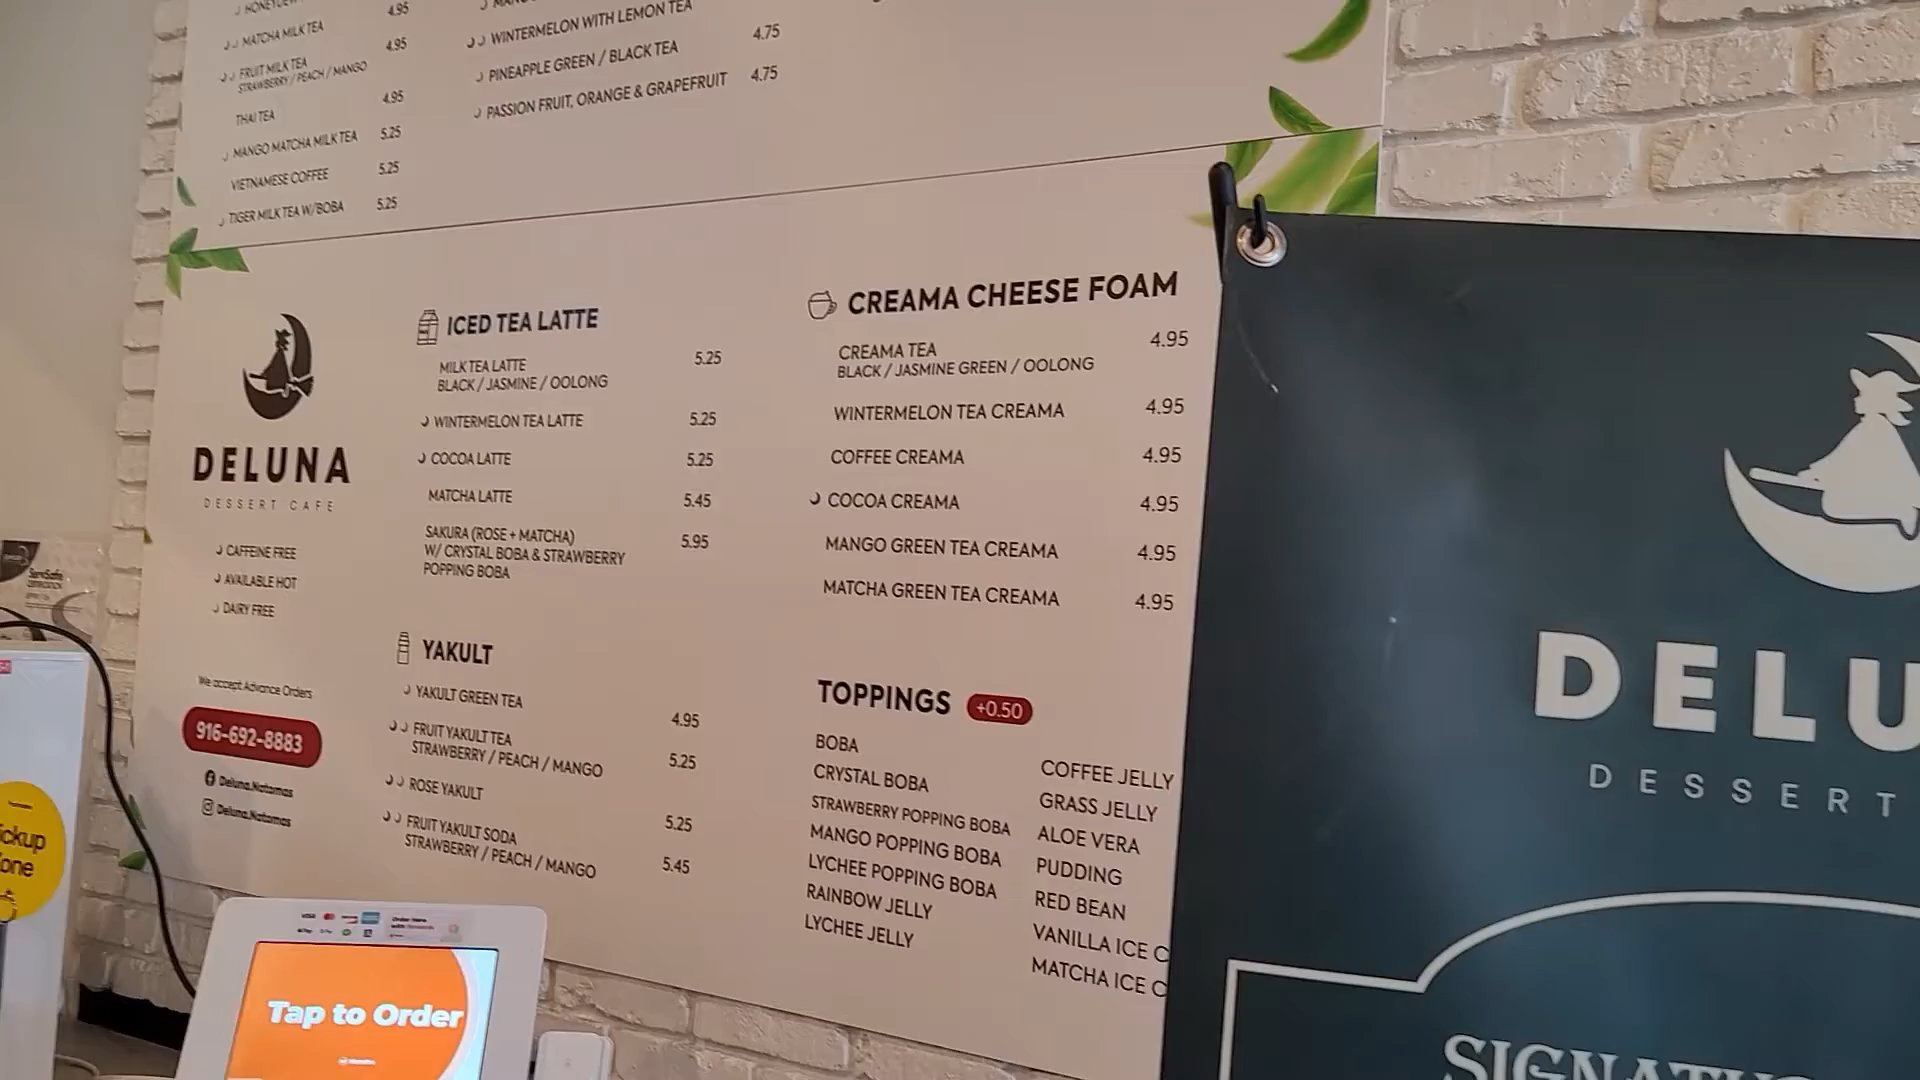 4.95
MATCHA MILK TEA 4.95
FRUIT MILK TEA
STRAWBERRY / PEACH / MANGO
4.95
THAI TEA
MANGO MATCHA MILK TEA 5.25
VIETNAMESE COFFEE 5.25
TIGER MILK TEA W/BOBA 5.25
WINTERMELON WITH LEMON TEA
PINEAPPLE GREEN / BLACK TEA 4.75
PASSION FRUIT, ORANGE & GRAPEFRUIT 4.75
DELUNA
DESSERT CAFE
CAFFEINE FREE
AVAILABLE HOT
DAIRY FREE
We accept Advance Orders
916-692-8883
Deluna.Natomas
Deluna.Natomas
ICED TEA LATTE
MILK TEA LATTE 5.25
BLACK / JASMINE / OOLONG
WINTERMELON TEA LATTE 5.25
COCOA LATTE 5.25
MATCHA LATTE 5.45
SAKURA (ROSE + MATCHA) 5.95
W/ CRYSTAL BOBA & STRAWBERRY
POPPING BOBA
YAKULT
YAKULT GREEN TEA 4.95
FRUIT YAKULT TEA 5.25
STRAWBERRY / PEACH / MANGO
ROSE YAKULT 5.25
FRUIT YAKULT SODA 5.45
STRAWBERRY / PEACH / MANGO
CREAMA CHEESE FOAM
CREAMA TEA 4.95
BLACK / JASMINE GREEN / OOLONG
WINTERMELON TEA CREAMA 4.95
COFFEE CREAMA 4.95
COCOA CREAMA 4.95
MANGO GREEN TEA CREAMA 4.95
MATCHA GREEN TEA CREAMA 4.95
TOPPINGS +0.50
BOBA
CRYSTAL BOBA
STRAWBERRY POPPING BOBA
MANGO POPPING BOBA
LYCHEE POPPING BOBA
RAINBOW JELLY
LYCHEE JELLY
COFFEE JELLY
GRASS JELLY
ALOE VERA
PUDDING
RED BEAN
VANILLA ICE C
MATCHA ICE C
DELU
DESSERT
SIGNATU
ickup
one
VISA
Order Here
Tap to Order
ServSafe